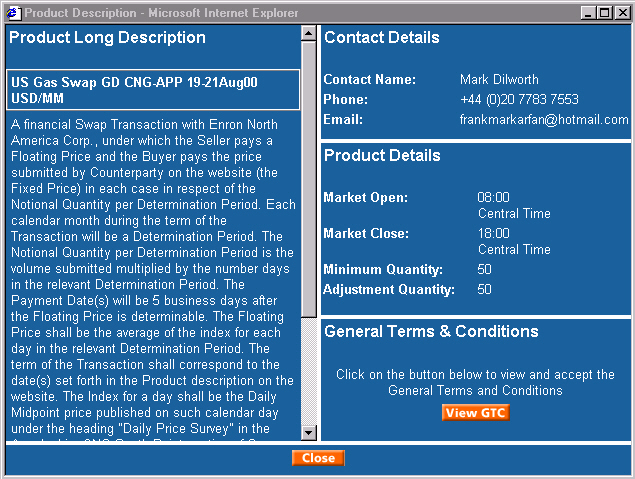 Product Description - Microsoft Internet Explorer
Product Long Description
US Gas Swap GD CNG-APP 19-21Aug00
USD/MM
A financial Swap Transaction with Enron North
America Corp., under which the Seller pays a
Floating Price and the Buyer pays the price
submitted by Counterparty on the website (the
Fixed Price) in each case in respect of the
Notional Quantity per Determination Period. Each
calendar month during the term of the
Transaction will be a Determination Period. The
Notional Quantity per Determination Period is the
volume submitted multiplied by the number days
in the relevant Determination Period. The
Payment Date(s) will be 5 business days after
the Floating Price is determinable. The Floating
Price shall be the average of the index for each
day in the relevant Determination Period. The
term of the Transaction shall correspond to the
date(s) set forth in the Product description on the
website. The Index for a day shall be the Daily
Midpoint price published on such calendar day
under the heading "Daily Price Survey" in the
Contact Details
Contact Name: Mark Dilworth
Phone: +44 (0)20 7783 7553
Email: frankmarkarfan@hotmail.com
Product Details
Market Open: 08:00
Central Time
Market Close: 18:00
Central Time
Minimum Quantity: 50
Adjustment Quantity: 50
General Terms & Conditions
Click on the button below to view and accept the
General Terms and Conditions
View GTC
Close